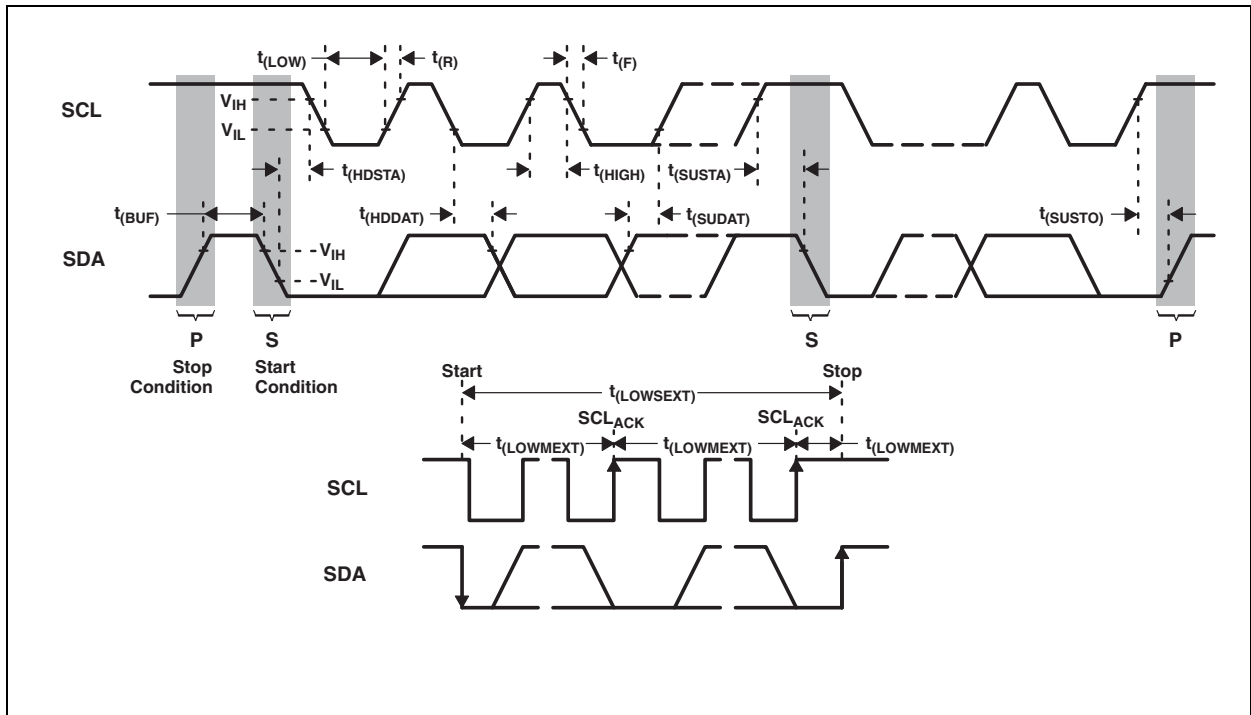 t(LOW)
t(R)
t(F)
SCL
VIH
VIL
t(HDSTA)
t(HIGH)
t(SUSTA)
t(BUF)
t(HDDAT)
t(SUDAT)
t(SUSTO)
SDA
VIH
VIL
P
S
S
P
Stop
Condition
Start
Condition
Start
Stop
t(LOWSEXT)
SCLACK
SCLACK
t(LOWMEXT)
t(LOWMEXT)
t(LOWMEXT)
SCL
SDA